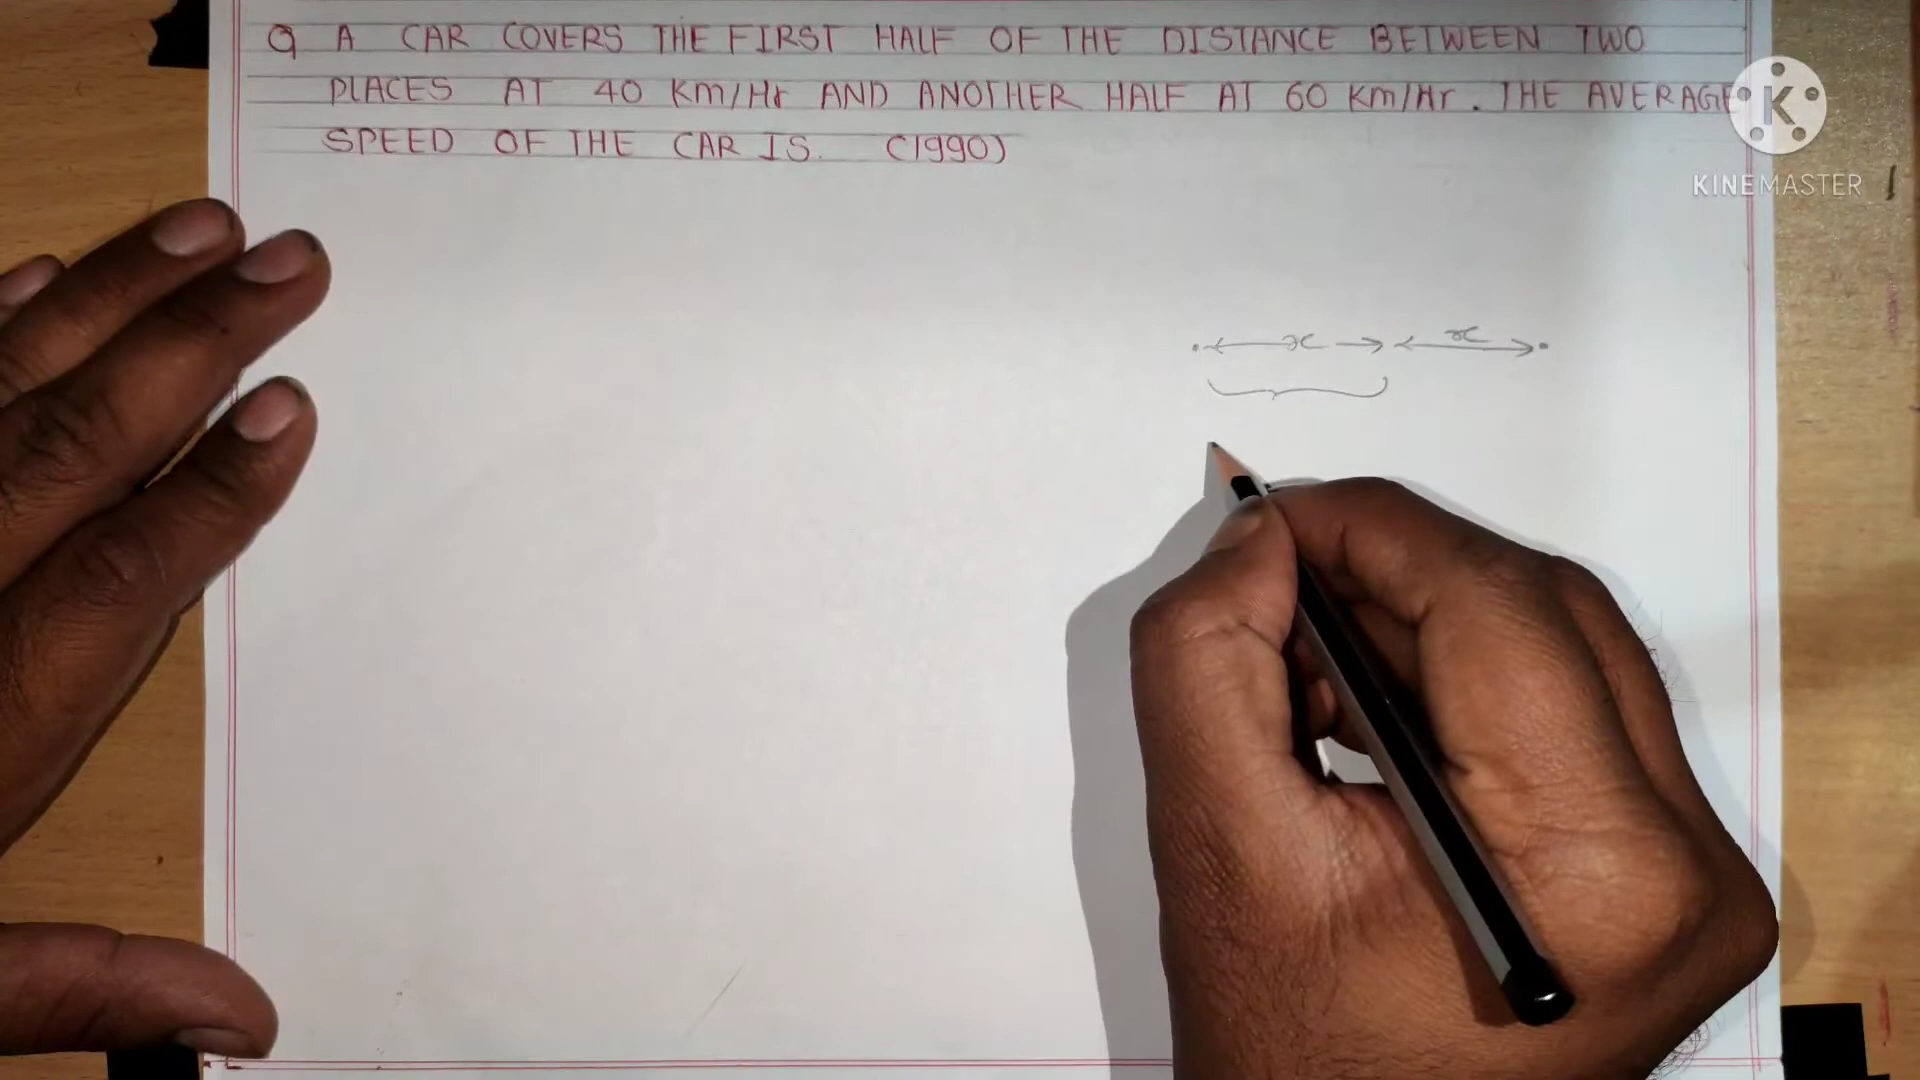 Q A CAR COVERS THE FIRST HALF OF THE DISTANCE BETWEEN TWO
PLACES AT 40 Km/Hr AND ANOTHER HALF AT 60 Km/Hr. THE AVERAGE
SPEED OF THE CAR IS. (1990)
K
KINEMASTER
x x